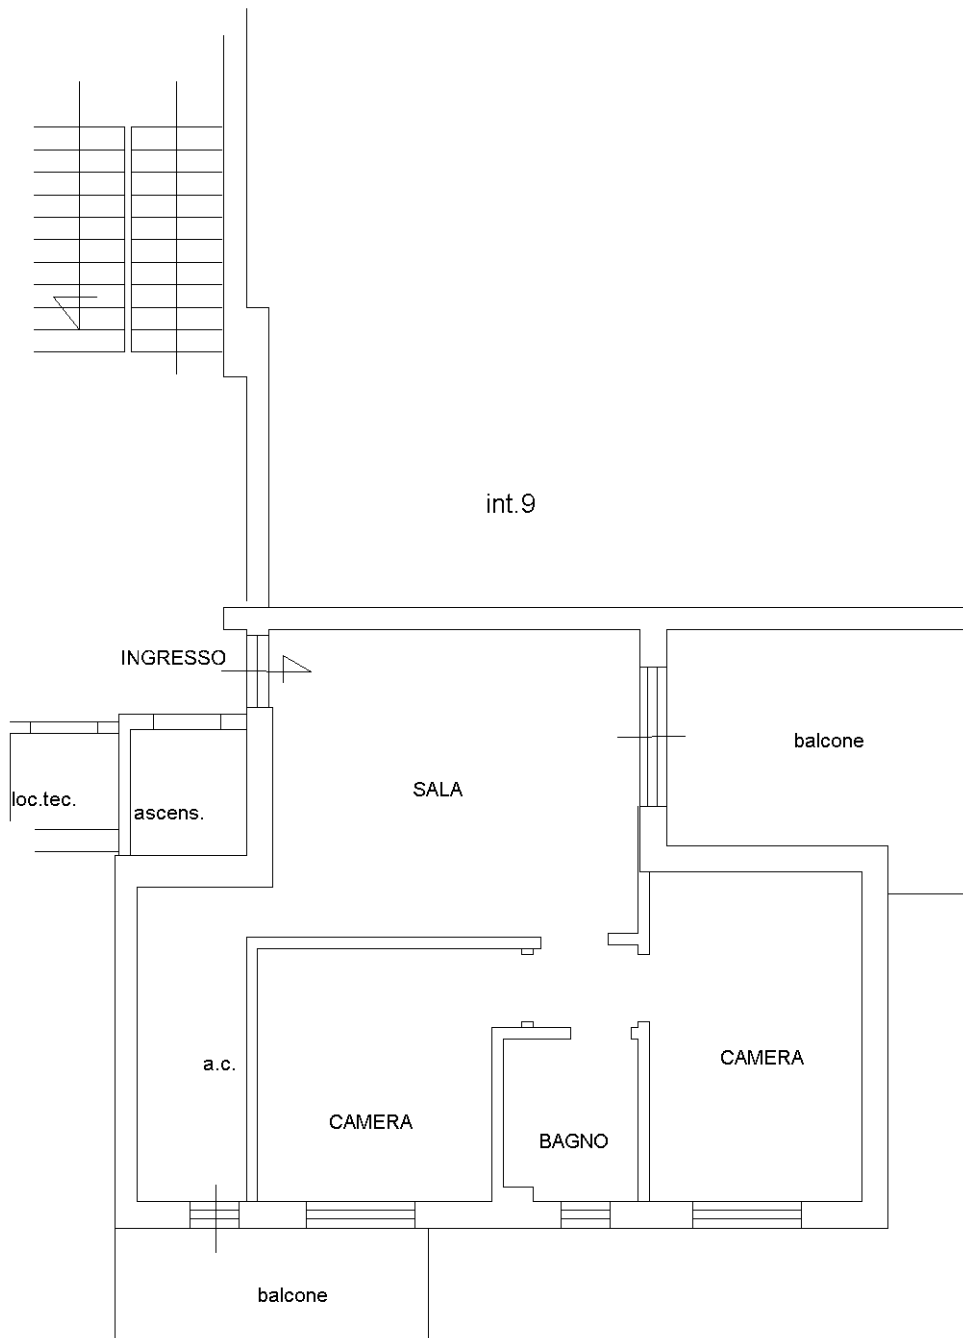 int.9
INGRESSO
balcone
SALA
loc.tec.
ascens.
a.c.
CAMERA
CAMERA
BAGNO
balcone